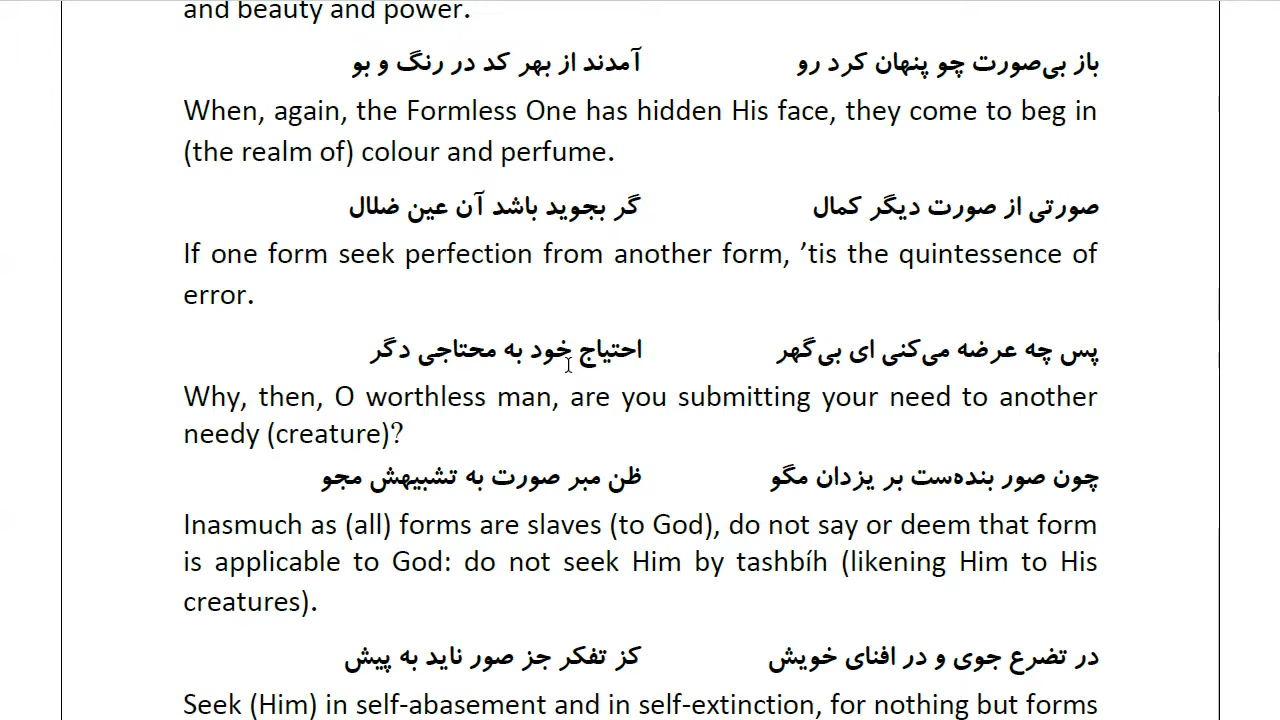 and beauty and power.
باز بی‌صورت چو پنهان کرد رو آمدند از بهر کد در رنگ و بو
When, again, the Formless One has hidden His face, they come to beg in
(the realm of) colour and perfume.
صورتی از صورت دیگر کمال گر بجوید باشد آن عین ضلال
If one form seek perfection from another form, ’tis the quintessence of
error.
پس چه عرضه می‌کنی ای بی‌گهر احتیاج خود به محتاجی دگر
Why, then, O worthless man, are you submitting your need to another
needy (creature)?
چون صور بنده‌ست بر یزدان مگو ظن مبر صورت به تشبیهش مجو
Inasmuch as (all) forms are slaves (to God), do not say or deem that form
is applicable to God: do not seek Him by tashbíh (likening Him to His
creatures).
در تضرع جوی و در افنای خویش کز تفکر جز صور ناید به پیش
Seek (Him) in self-abasement and in self-extinction, for nothing but forms